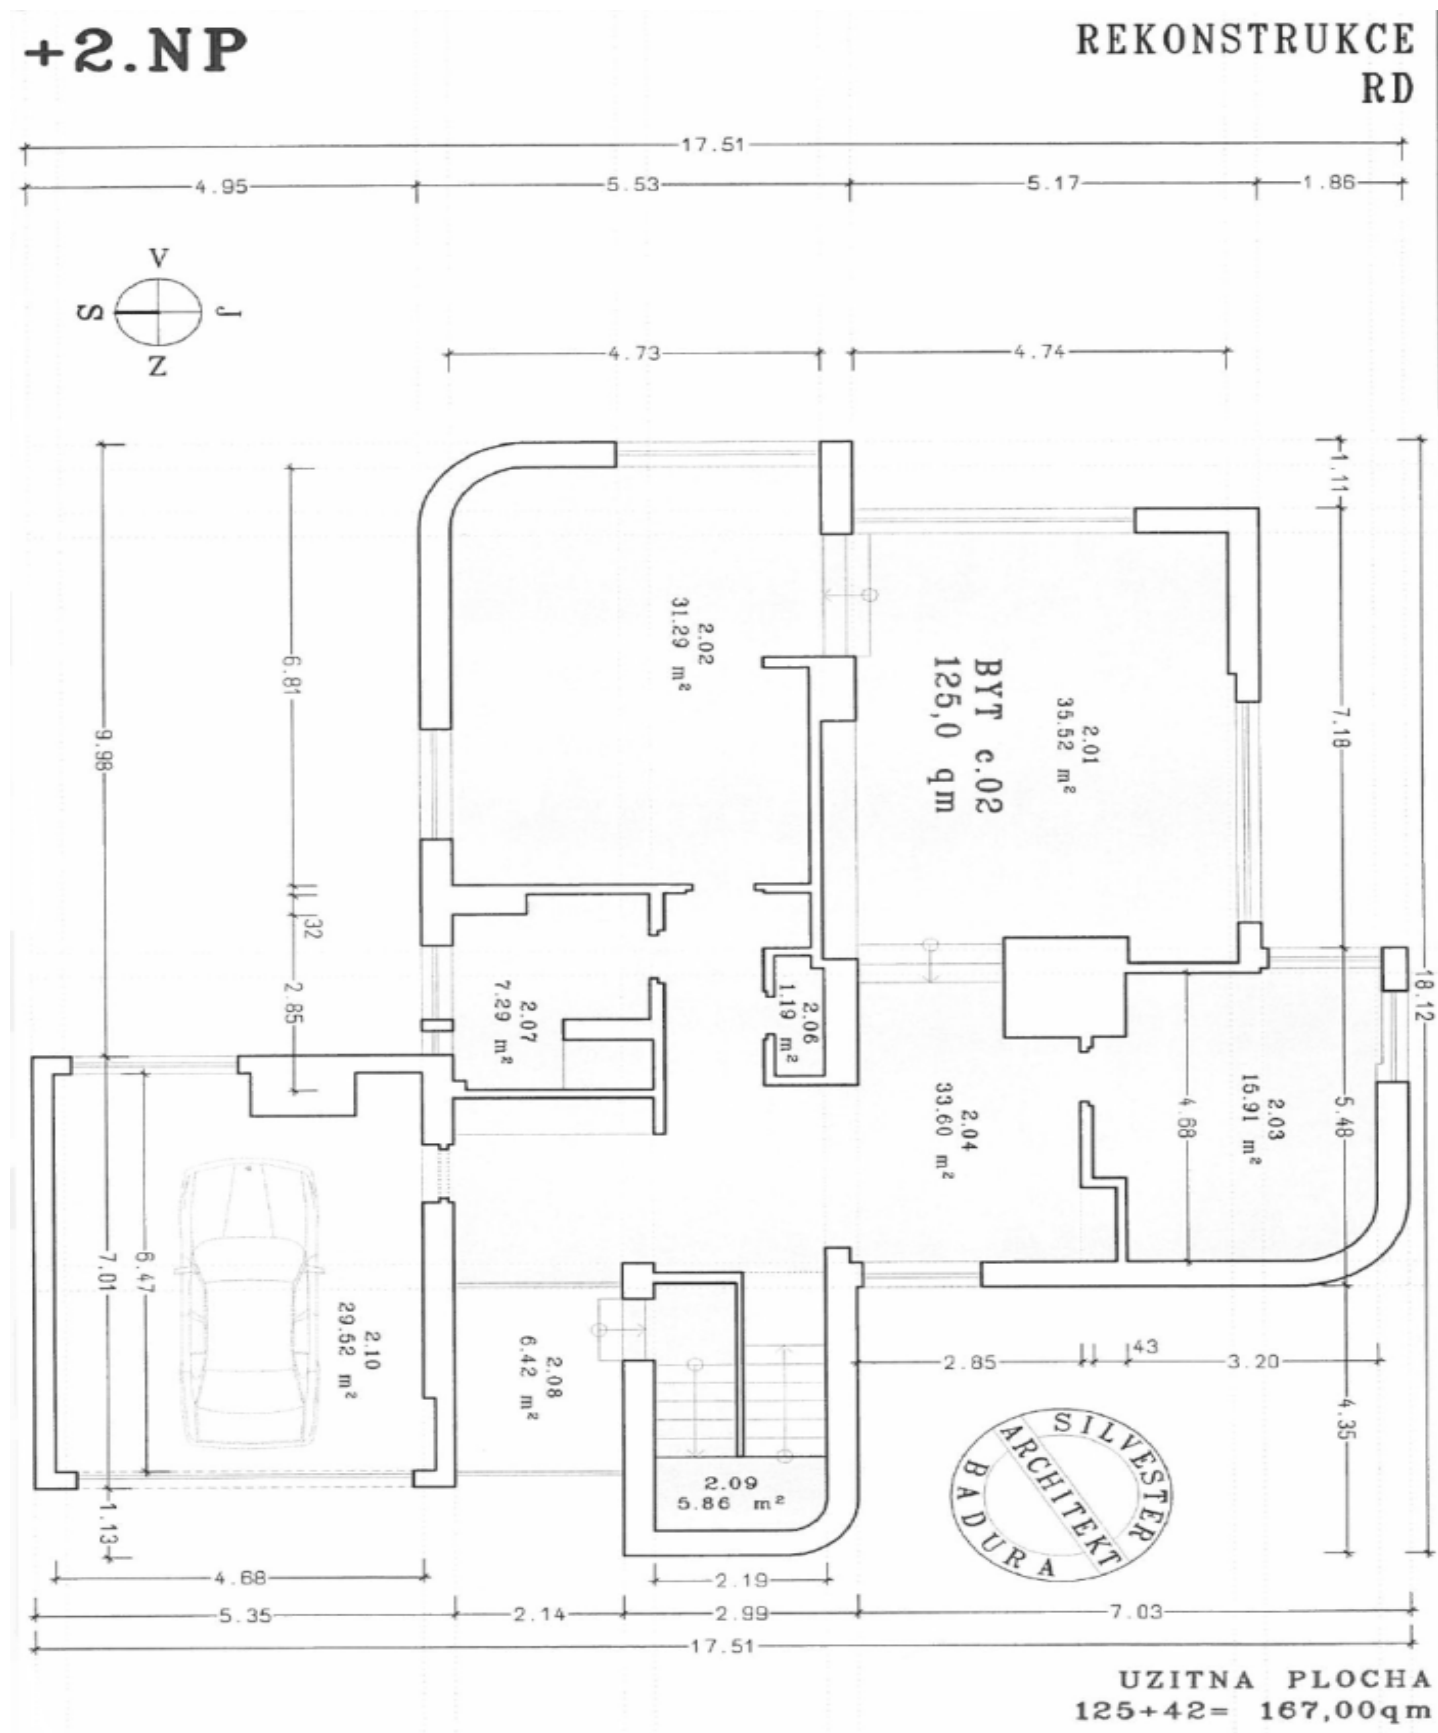 +2.NP
REKONSTRUKCE
RD
17.51
4.95
5.53
5.17
1.86
V
S
J
Z
4.73
4.74
1.11
9.98
6.81
31.29 m²
2.02
BYT c.02
125,0 qm
35.52 m²
2.01
7.18
32
2.85
7.29 m²
2.07
1.19 m²
2.06
18.12
33.60 m²
2.04
4.68
15.91 m²
2.03
5.48
7.01
6.47
29.52 m²
2.10
6.42 m²
2.08
2.85
43
3.20
4.35
2.09
5.86 m²
SILVESTER
ARCHITEKT
BADURA
1.13
4.68
2.19
5.35
2.14
2.99
7.03
17.51
UZITNA PLOCHA
125+42= 167,00qm